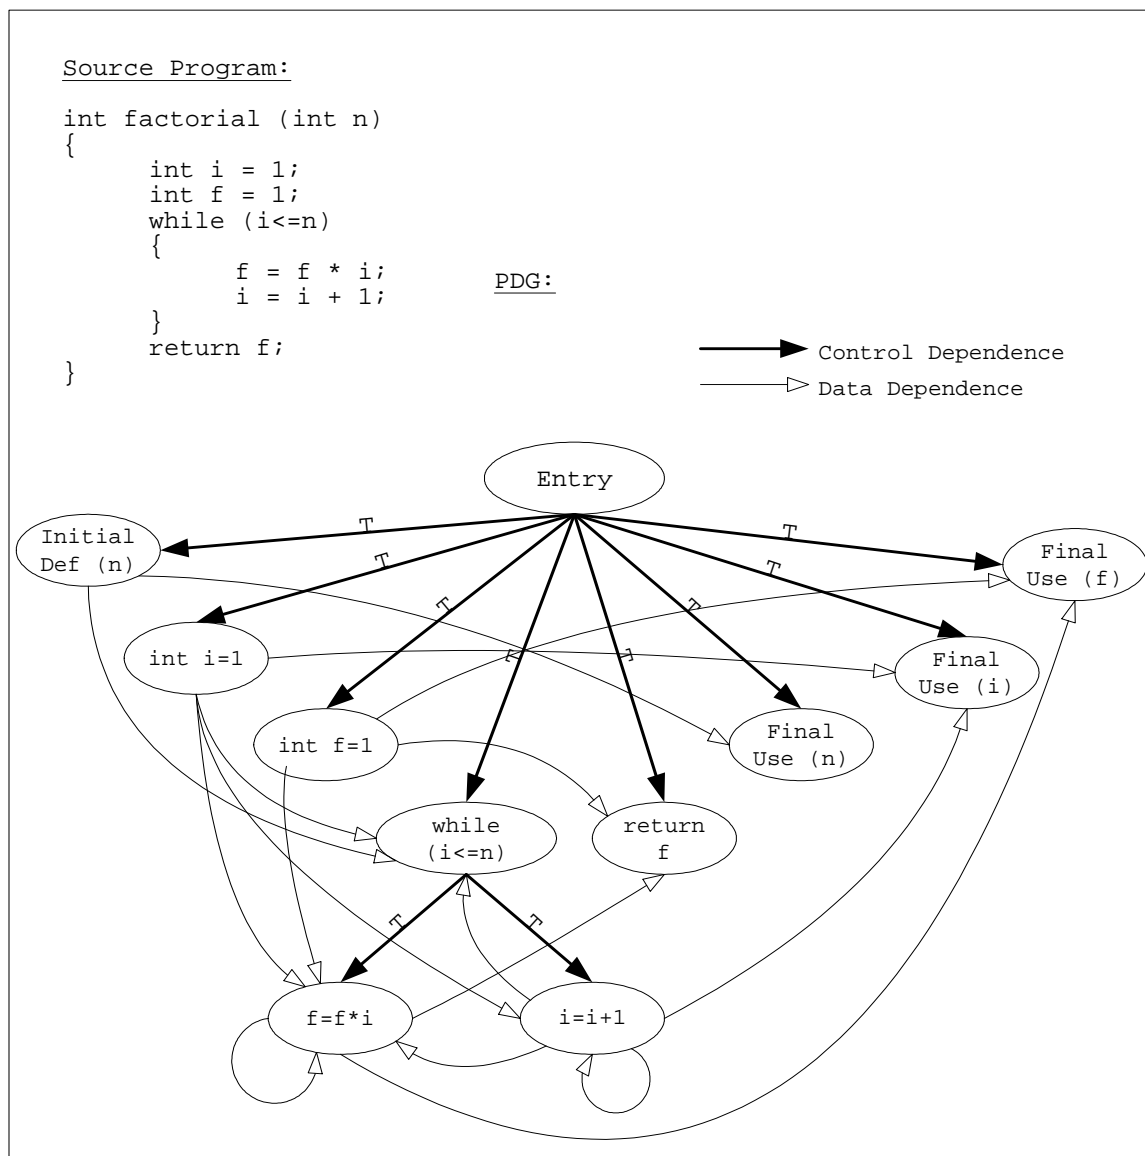 Source Program:
int factorial (int n)
{
int i = 1;
int f = 1;
while (i<=n)
{
f = f * i;
i = i + 1;
}
return f;
}
PDG:
Control Dependence
Data Dependence
Entry
T
T
T
T
T
T
T
T
Initial
Def (n)
Final
Use (f)
int i=1
Final
Use (i)
int f=1
Final
Use (n)
while
(i<=n)
return
f
T
T
f=f*i
i=i+1